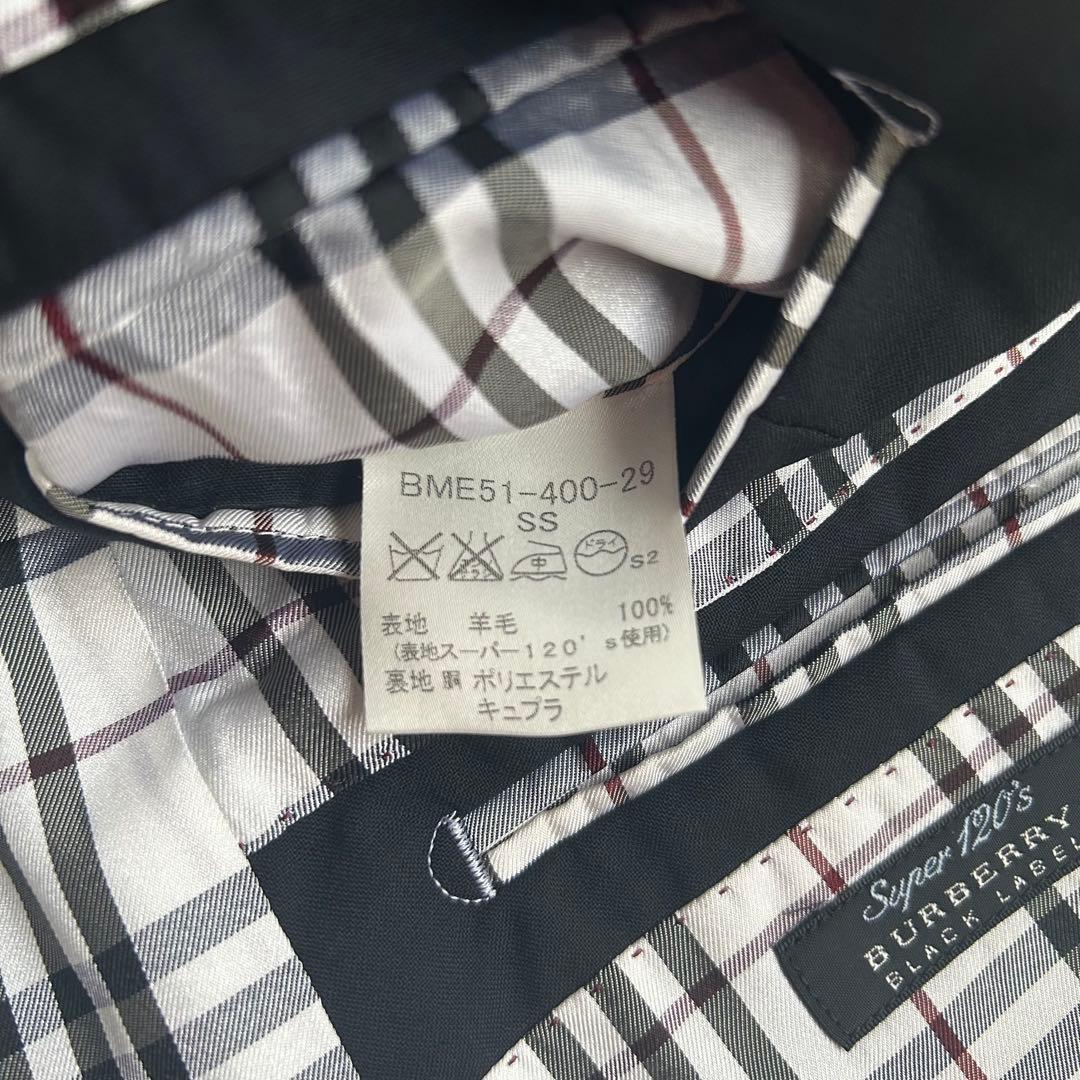 BME51-400-29
SS
中 ドライ S2
表地 羊毛 100%
(表地スーパー120's使用)
裏地 胴 ポリエステル
キュプラ
Super 120's
BURBERRY
BLACK LABEL